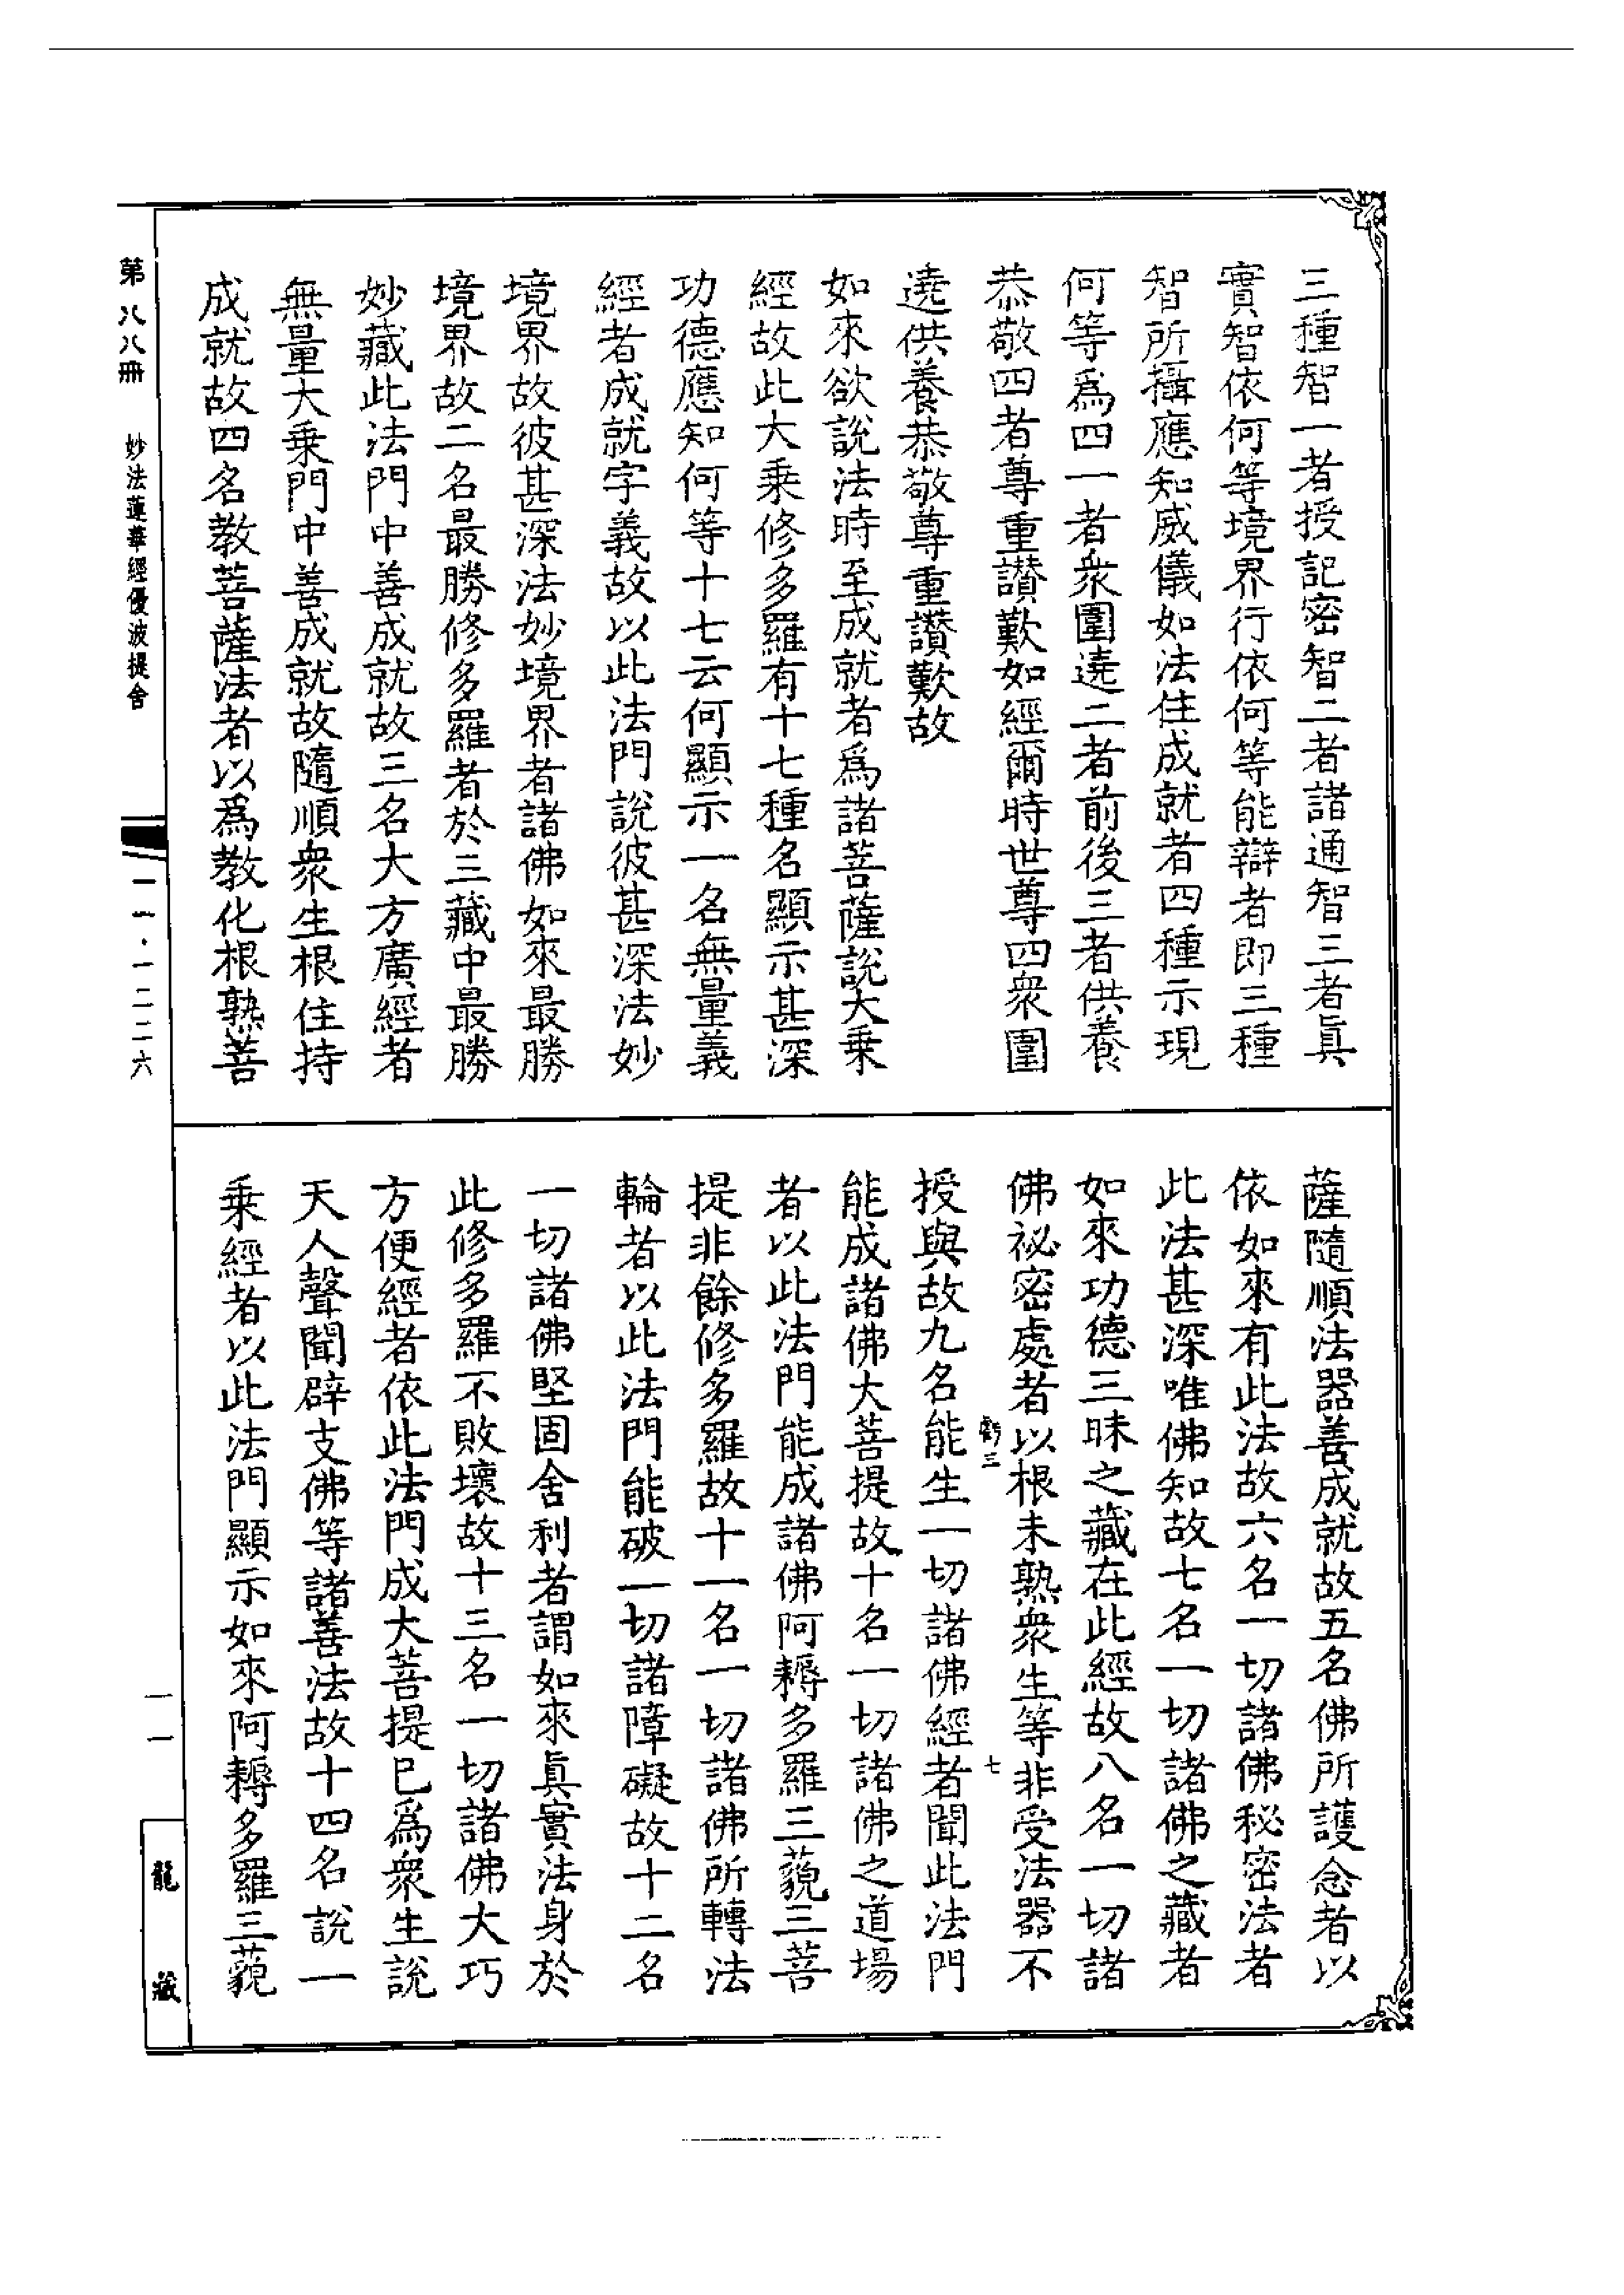 三種智一者授記密智二者諸通智三者眞
實智依何等境界行依何等能辯者即三種
智所攝應知威儀如法住成就者四種示現
何等爲四一者衆圍遶二者前後三者供養
恭敬四者尊重讃歎如經爾時世尊四衆圍
遶供養恭敬尊重讃歎故
如來欲說法時至成就者爲諸菩薩說大乗
經故此大乗修多羅有十七種名顯示甚深
功德應知何等十七云何顯示一名無量義
經者成就字義故以此法門說彼甚深法妙
境界故彼甚深法妙境界者諸佛如來最勝
境界故二名最勝修多羅者於三藏中最勝
妙藏此法門中善成就故三名大方廣經者
無量大乗門中善成就故隨順衆生根住持
成就故四名教菩薩法者以爲教化根熟菩
薩隨順法器善成就故五名佛所護念者以
依如來有此法故六名一切諸佛秘密法者
此法甚深唯佛知故七名一切諸佛之藏者
如來功德三昧之藏在此經故八名一切諸
佛祕密處者以根未熟衆生等非受法器不
虧三 七
授與故九名能生一切諸佛經者聞此法門
能成諸佛大菩提故十名一切諸佛之道場
者以此法門能成諸佛阿耨多羅三藐三菩
提非餘修多羅故十一名一切諸佛所轉法
輪者以此法門能破一切諸障礙故十二名
一切諸佛堅固舍利者謂如來眞實法身於
此修多羅不敗壞故十三名一切諸佛大巧
方便經者依此法門成大菩提已爲衆生說
天人聲聞辟支佛等諸善法故十四名說一
乗經者以此法門顯示如來阿耨多羅三藐
第八八冊 妙法蓮華經優波提舍
一一·一二二六
一一
龍藏